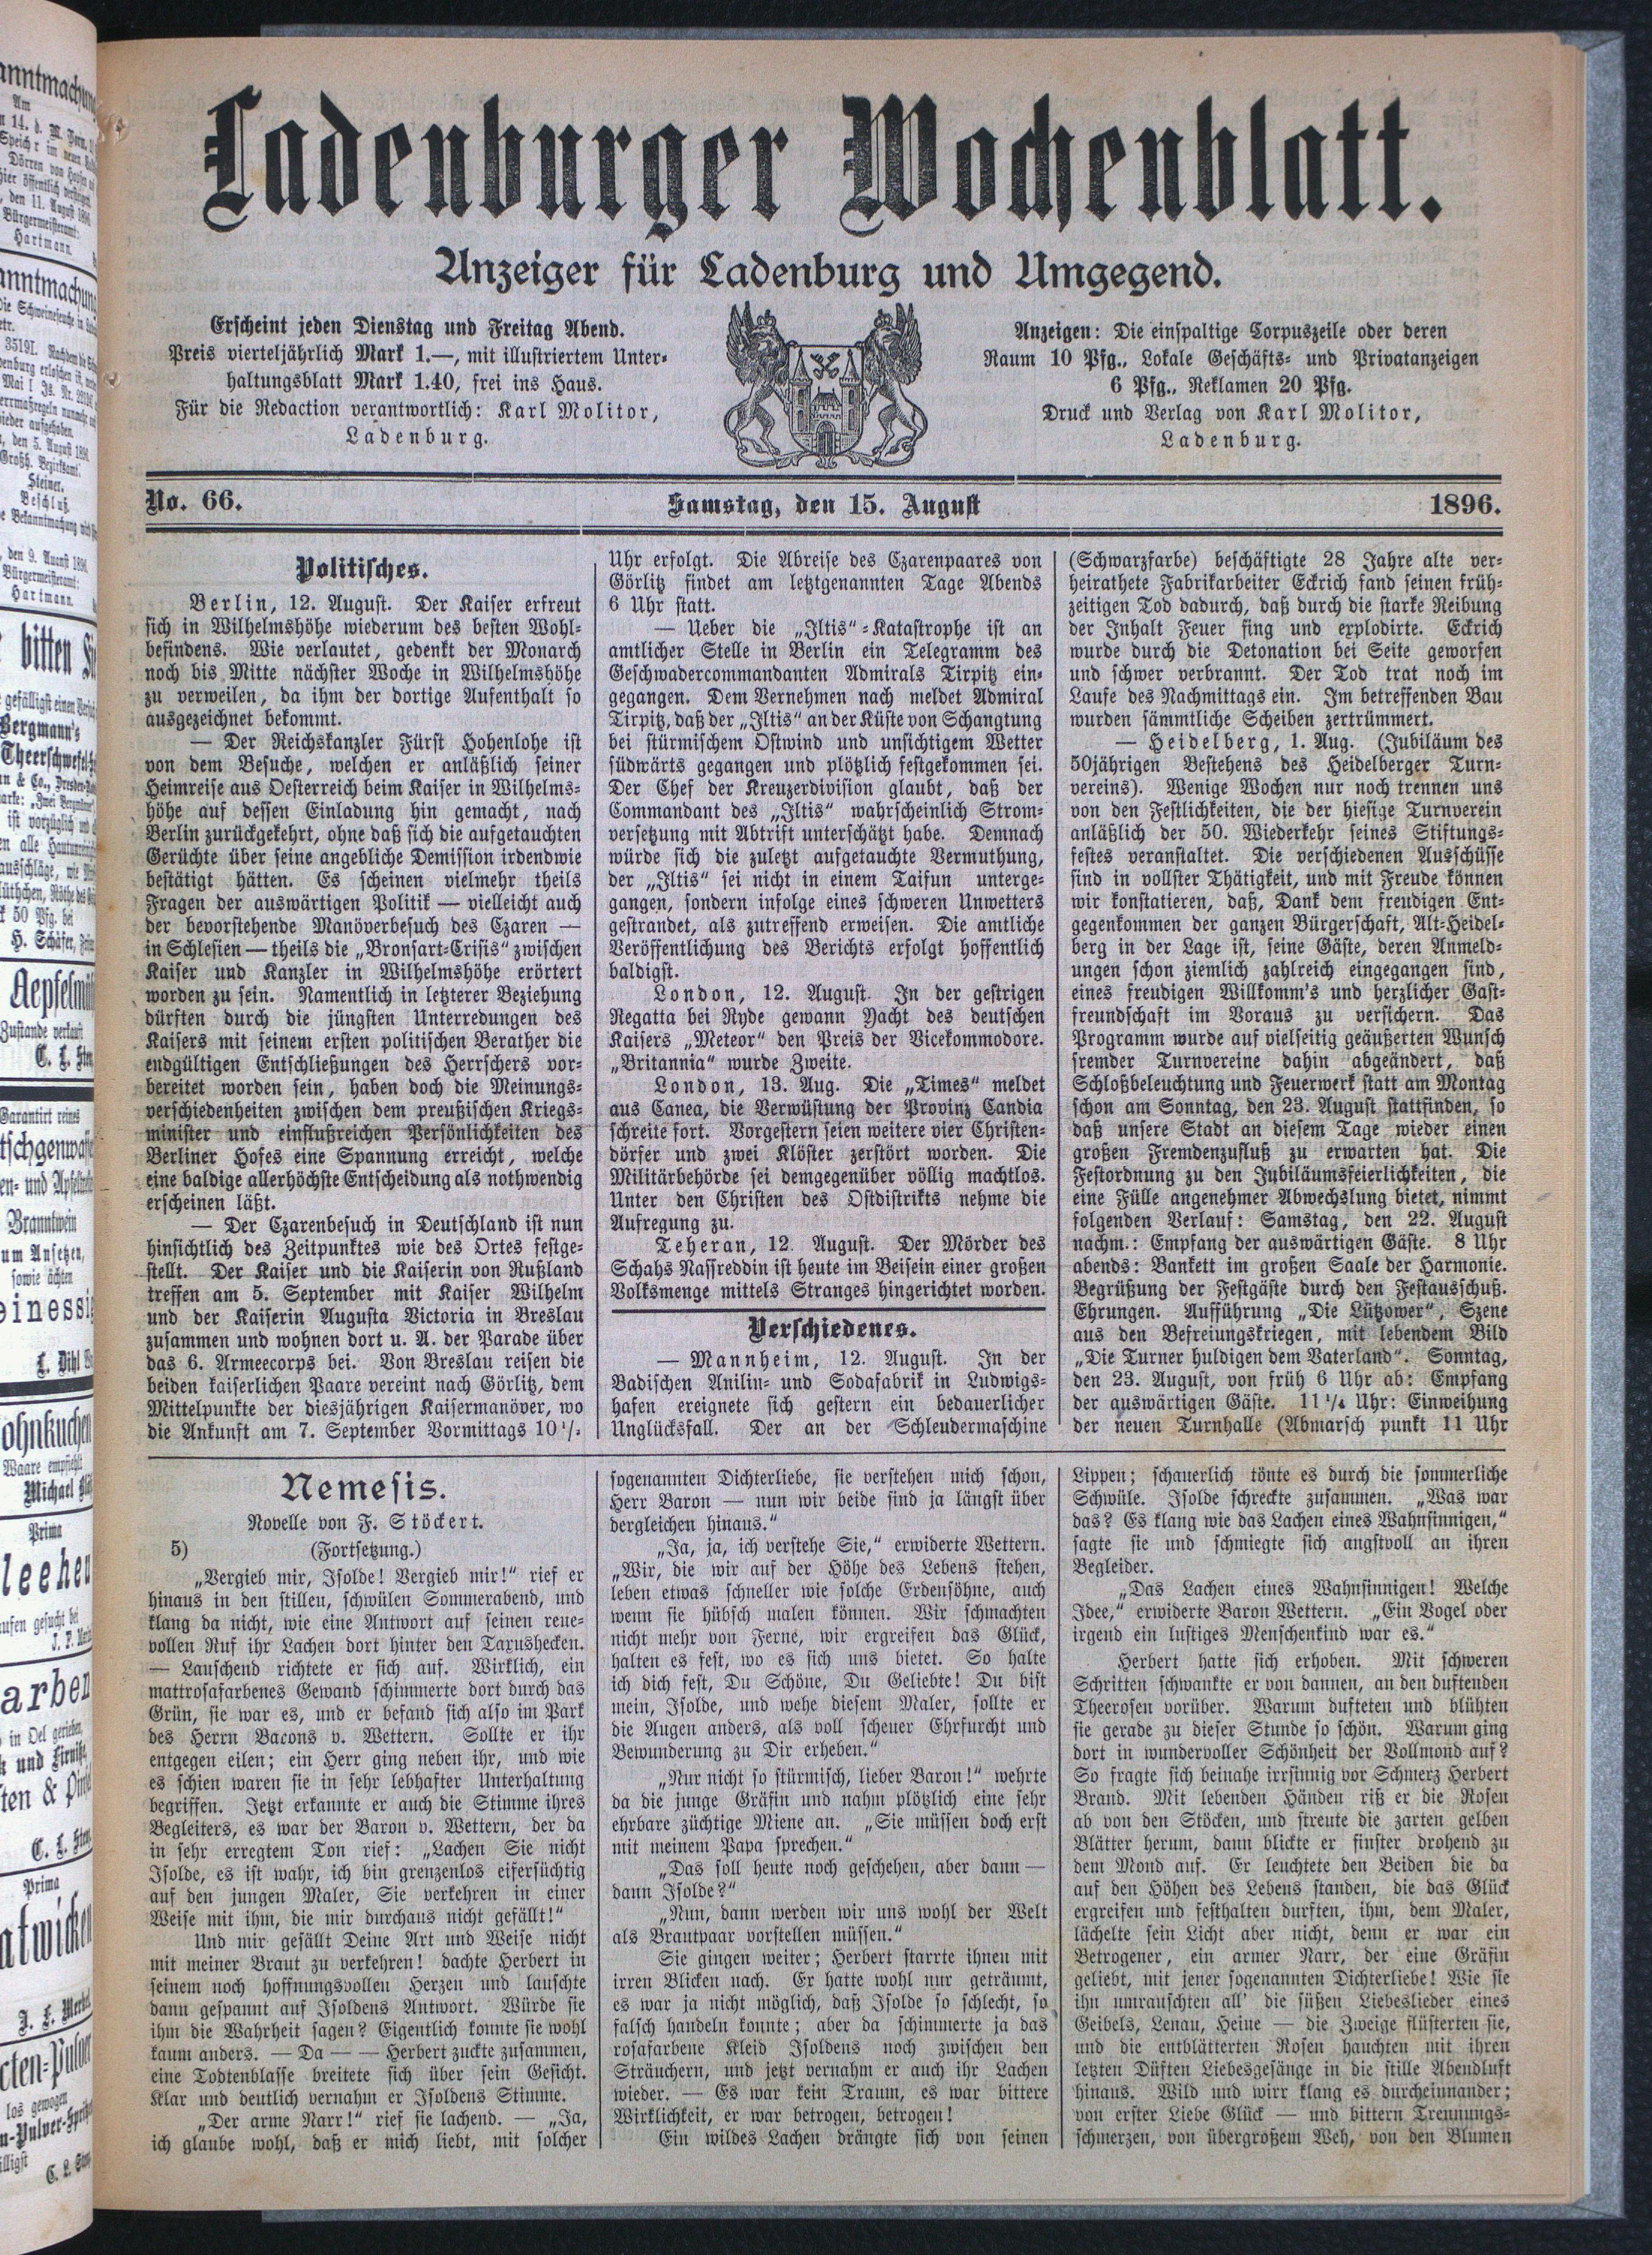 Ladenburger Wochenblatt.
Anzeiger für Ladenburg und Umgegend.
Erscheint jeden Dienstag und Freitag Abend.
Preis vierteljährlich Mark 1.—, mit illustriertem Unter-
haltungsblatt Mark 1.40, frei ins Haus.
Für die Redaction verantwortlich: Karl Molitor,
Ladenburg.
Anzeigen: Die einspaltige Corpuszeile oder deren
Raum 10 Pfg., Lokale Geschäfts- und Privatanzeigen
6 Pfg., Reklamen 20 Pfg.
Druck und Verlag von Karl Molitor,
Ladenburg.
No. 66. Samstag, den 15. August 1896.
Politisches.
Berlin, 12. August. Der Kaiser erfreut
sich in Wilhelmshöhe wiederum des besten Wohl-
befindens. Wie verlautet, gedenkt der Monarch
noch bis Mitte nächster Woche in Wilhelmshöhe
zu verweilen, da ihm der dortige Aufenthalt so
ausgezeichnet bekommt.
— Der Reichskanzler Fürst Hohenlohe ist
von dem Besuche, welchen er anläßlich seiner
Heimreise aus Oesterreich beim Kaiser in Wilhelms-
höhe auf dessen Einladung hin gemacht, nach
Berlin zurückgekehrt, ohne daß sich die aufgetauchten
Gerüchte über seine angebliche Demission irdendwie
bestätigt hätten. Es scheinen vielmehr theils
Fragen der auswärtigen Politik — vielleicht auch
der bevorstehende Manöverbesuch des Czaren —
in Schlesien — theils die „Bronsart-Crisis“ zwischen
Kaiser und Kanzler in Wilhelmshöhe erörtert
worden zu sein. Namentlich in letzterer Beziehung
dürften durch die jüngsten Unterredungen des
Kaisers mit seinem ersten politischen Berather die
endgültigen Entschließungen des Herrschers vor-
bereitet worden sein, haben doch die Meinungs-
verschiedenheiten zwischen dem preußischen Kriegs-
minister und einflußreichen Persönlichkeiten des
Berliner Hofes eine Spannung erreicht, welche
eine baldige allerhöchste Entscheidung als nothwendig
erscheinen läßt.
— Der Czarenbesuch in Deutschland ist nun
hinsichtlich des Zeitpunktes wie des Ortes festge-
stellt. Der Kaiser und die Kaiserin von Rußland
treffen am 5. September mit Kaiser Wilhelm
und der Kaiserin Augusta Victoria in Breslau
zusammen und wohnen dort u. A. der Parade über
das 6. Armeecorps bei. Von Breslau reisen die
beiden kaiserlichen Paare vereint nach Görlitz, dem
Mittelpunkte der diesjährigen Kaisermanöver, wo
die Ankunft am 7. September Vormittags 10½
Uhr erfolgt. Die Abreise des Czarenpaares von
Görlitz findet am letztgenannten Tage Abends
6 Uhr statt.
— Ueber die „Iltis“-Katastrophe ist an
amtlicher Stelle in Berlin ein Telegramm des
Geschwadercommandanten Admirals Tirpitz ein-
gegangen. Dem Vernehmen nach meldet Admiral
Tirpitz, daß der „Iltis“ an der Küste von Schangtung
bei stürmischem Ostwind und unsichtigem Wetter
südwärts gegangen und plötzlich festgekommen sei.
Der Chef der Kreuzerdivision glaubt, daß der
Commandant des „Iltis“ wahrscheinlich Strom-
versetzung mit Abtrift unterschätzt habe. Demnach
würde sich die zuletzt aufgetauchte Vermuthung,
der „Iltis“ sei nicht in einem Taifun unterge-
gangen, sondern infolge eines schweren Unwetters
gestrandet, als zutreffend erweisen. Die amtliche
Veröffentlichung des Berichts erfolgt hoffentlich
baldigst.
London, 12. August. In der gestrigen
Regatta bei Ryde gewann Yacht des deutschen
Kaisers „Meteor“ den Preis der Vicekommodore.
„Britannia“ wurde Zweite.
London, 13. Aug. Die „Times“ meldet
aus Canea, die Verwüstung der Provinz Candia
schreite fort. Vorgestern seien weitere vier Christen-
dörfer und zwei Klöster zerstört worden. Die
Militärbehörde sei demgegenüber völlig machtlos.
Unter den Christen des Ostdistrikts nehme die
Aufregung zu.
Teheran, 12. August. Der Mörder des
Schahs Nassreddin ist heute im Beisein einer großen
Volksmenge mittels Stranges hingerichtet worden.
Verschiedenes.
— Mannheim, 12. August. In der
Badischen Anilin- und Sodafabrik in Ludwigs-
hafen ereignete sich gestern ein bedauerlicher
Unglücksfall. Der an der Schleudermaschine
(Schwarzfarbe) beschäftigte 28 Jahre alte ver-
heirathete Fabrikarbeiter Eckrich fand seinen früh-
zeitigen Tod dadurch, daß durch die starke Reibung
der Inhalt Feuer fing und explodirte. Eckrich
wurde durch die Detonation bei Seite geworfen
und schwer verbrannt. Der Tod trat noch im
Laufe des Nachmittags ein. Im betreffenden Bau
wurden sämmtliche Scheiben zertrümmert.
— Heidelberg, 1. Aug. (Jubiläum des
50jährigen Bestehens des Heidelberger Turn-
vereins). Wenige Wochen nur noch trennen uns
von den Festlichkeiten, die der hiesige Turnverein
anläßlich der 50. Wiederkehr seines Stiftungs-
festes veranstaltet. Die verschiedenen Ausschüsse
sind in vollster Thätigkeit, und mit Freude können
wir konstatieren, daß, Dank dem freudigen Ent-
gegenkommen der ganzen Bürgerschaft, Alt-Heidel-
berg in der Lage ist, seine Gäste, deren Anmeld-
ungen schon ziemlich zahlreich eingegangen sind,
eines freudigen Willkomm's und herzlicher Gast-
freundschaft im Voraus zu versichern. Das
Programm wurde auf vielseitig geäußerten Wunsch
fremder Turnvereine dahin abgeändert, daß
Schloßbeleuchtung und Feuerwerk statt am Montag
schon am Sonntag, den 23. August stattfinden, so
daß unsere Stadt an diesem Tage wieder einen
großen Fremdenzufluß zu erwarten hat. Die
Festordnung zu den Jubiläumsfeierlichkeiten, die
eine Fülle angenehmer Abwechslung bietet, nimmt
folgenden Verlauf: Samstag, den 22. August
nachm.: Empfang der auswärtigen Gäste. 8 Uhr
abends: Bankett im großen Saale der Harmonie.
Begrüßung der Festgäste durch den Festausschuß.
Ehrungen. Aufführung „Die Lützower“, Szene
aus den Befreiungskriegen, mit lebendem Bild
„Die Turner huldigen dem Vaterland“. Sonntag,
den 23. August, von früh 6 Uhr ab: Empfang
der auswärtigen Gäste. 11¼ Uhr: Einweihung
der neuen Turnhalle (Abmarsch punkt 11 Uhr
Nemesis.
Novelle von F. Stöckert.
5) (Fortsetzung.)
„Vergieb mir, Isolde! Vergieb mir!“ rief er
hinaus in den stillen, schwülen Sommerabend, und
klang da nicht, wie eine Antwort auf seinen reue-
vollen Ruf ihr Lachen dort hinter den Taxushecken.
— Lauschend richtete er sich auf. Wirklich, ein
mattrosafarbenes Gewand schimmerte dort durch das
Grün, sie war es, und er befand sich also im Park
des Herrn Bacons v. Wettern. Sollte er ihr
entgegen eilen; ein Herr ging neben ihr, und wie
es schien waren sie in sehr lebhafter Unterhaltung
begriffen. Jetzt erkannte er auch die Stimme ihres
Begleiters, es war der Baron v. Wettern, der da
in sehr erregtem Ton rief: „Lachen Sie nicht
Isolde, es ist wahr, ich bin grenzenlos eifersüchtig
auf den jungen Maler, Sie verkehren in einer
Weise mit ihm, die mir durchaus nicht gefällt!“
Und mir gefällt Deine Art und Weise nicht
mit meiner Braut zu verkehren! dachte Herbert in
seinem noch hoffnungsvollen Herzen und lauschte
dann gespannt auf Isoldens Antwort. Würde sie
ihm die Wahrheit sagen? Eigentlich konnte sie wohl
kaum anders. — Da — — Herbert zuckte zusammen,
eine Todtenblasse breitete sich über sein Gesicht.
Klar und deutlich vernahm er Isoldens Stimme.
„Der arme Narr!“ rief sie lachend. — „Ja,
ich glaube wohl, daß er mich liebt, mit solcher
sogenannten Dichterliebe, sie verstehen mich schon,
Herr Baron — nun wir beide sind ja längst über
dergleichen hinaus.“
„Ja, ja, ich verstehe Sie,“ erwiderte Wettern.
„Wir, die wir auf der Höhe des Lebens stehen,
leben etwas schneller wie solche Erdensöhne, auch
wenn sie hübsch malen können. Wir schmachten
nicht mehr von Ferne, wir ergreifen das Glück,
halten es fest, wo es sich uns bietet. So halte
ich dich fest, Du Schöne, Du Geliebte! Du bist
mein, Isolde, und wehe diesem Maler, sollte er
die Augen anders, als voll scheuer Ehrfurcht und
Bewunderung zu Dir erheben.“
„Nur nicht so stürmisch, lieber Baron!“ wehrte
da die junge Gräfin und nahm plötzlich eine sehr
ehrbare züchtige Miene an. „Sie müssen doch erst
mit meinem Papa sprechen.“
„Das soll heute noch geschehen, aber dann —
dann Isolde?“
„Nun, dann werden wir uns wohl der Welt
als Brautpaar vorstellen müssen.“
Sie gingen weiter; Herbert starrte ihnen mit
irren Blicken nach. Er hatte wohl nur geträumt,
es war ja nicht möglich, daß Isolde so schlecht, so
falsch handeln konnte; aber da schimmerte ja das
rosafarbene Kleid Isoldens noch zwischen den
Sträuchern, und jetzt vernahm er auch ihr Lachen
wieder. — Es war kein Traum, es war bittere
Wirklichkeit, er war betrogen, betrogen!
Ein wildes Lachen drängte sich von seinen
Lippen; schauerlich tönte es durch die sommerliche
Schwüle. Isolde schreckte zusammen. „Was war
das? Es klang wie das Lachen eines Wahnsinnigen,“
sagte sie und schmiegte sich angstvoll an ihren
Begleider.
„Das Lachen eines Wahnsinnigen! Welche
Idee,“ erwiderte Baron Wettern. „Ein Vogel oder
irgend ein lustiges Menschenkind war es.“
Herbert hatte sich erhoben. Mit schweren
Schritten schwankte er von dannen, an den duftenden
Theerosen vorüber. Warum dufteten und blühten
sie gerade zu dieser Stunde so schön. Warum ging
dort in wundervoller Schönheit der Vollmond auf?
So fragte sich beinahe irrsinnig vor Schmerz Herbert
Brand. Mit lebenden Händen riß er die Rosen
ab von den Stöcken, und streute die zarten gelben
Blätter herum, dann blickte er finster drohend zu
dem Mond auf. Er leuchtete den Beiden die da
auf den Höhen des Lebens standen, die das Glück
ergreifen und festhalten durften, ihm, dem Maler,
lächelte sein Licht aber nicht, denn er war ein
Betrogener, ein armer Narr, der eine Gräfin
geliebt, mit jener sogenannten Dichterliebe! Wie sie
ihn umrauschten all' die süßen Liebeslieder eines
Geibels, Lenau, Heine — die Zweige flüsterten sie,
und die entblätterten Rosen hauchten mit ihren
letzten Düften Liebesgesänge in die stille Abendluft
hinaus. Wild und wirr klang es durcheinander;
von erster Liebe Glück — und bittern Trennungs-
schmerzen, von übergroßem Weh, von den Blumen